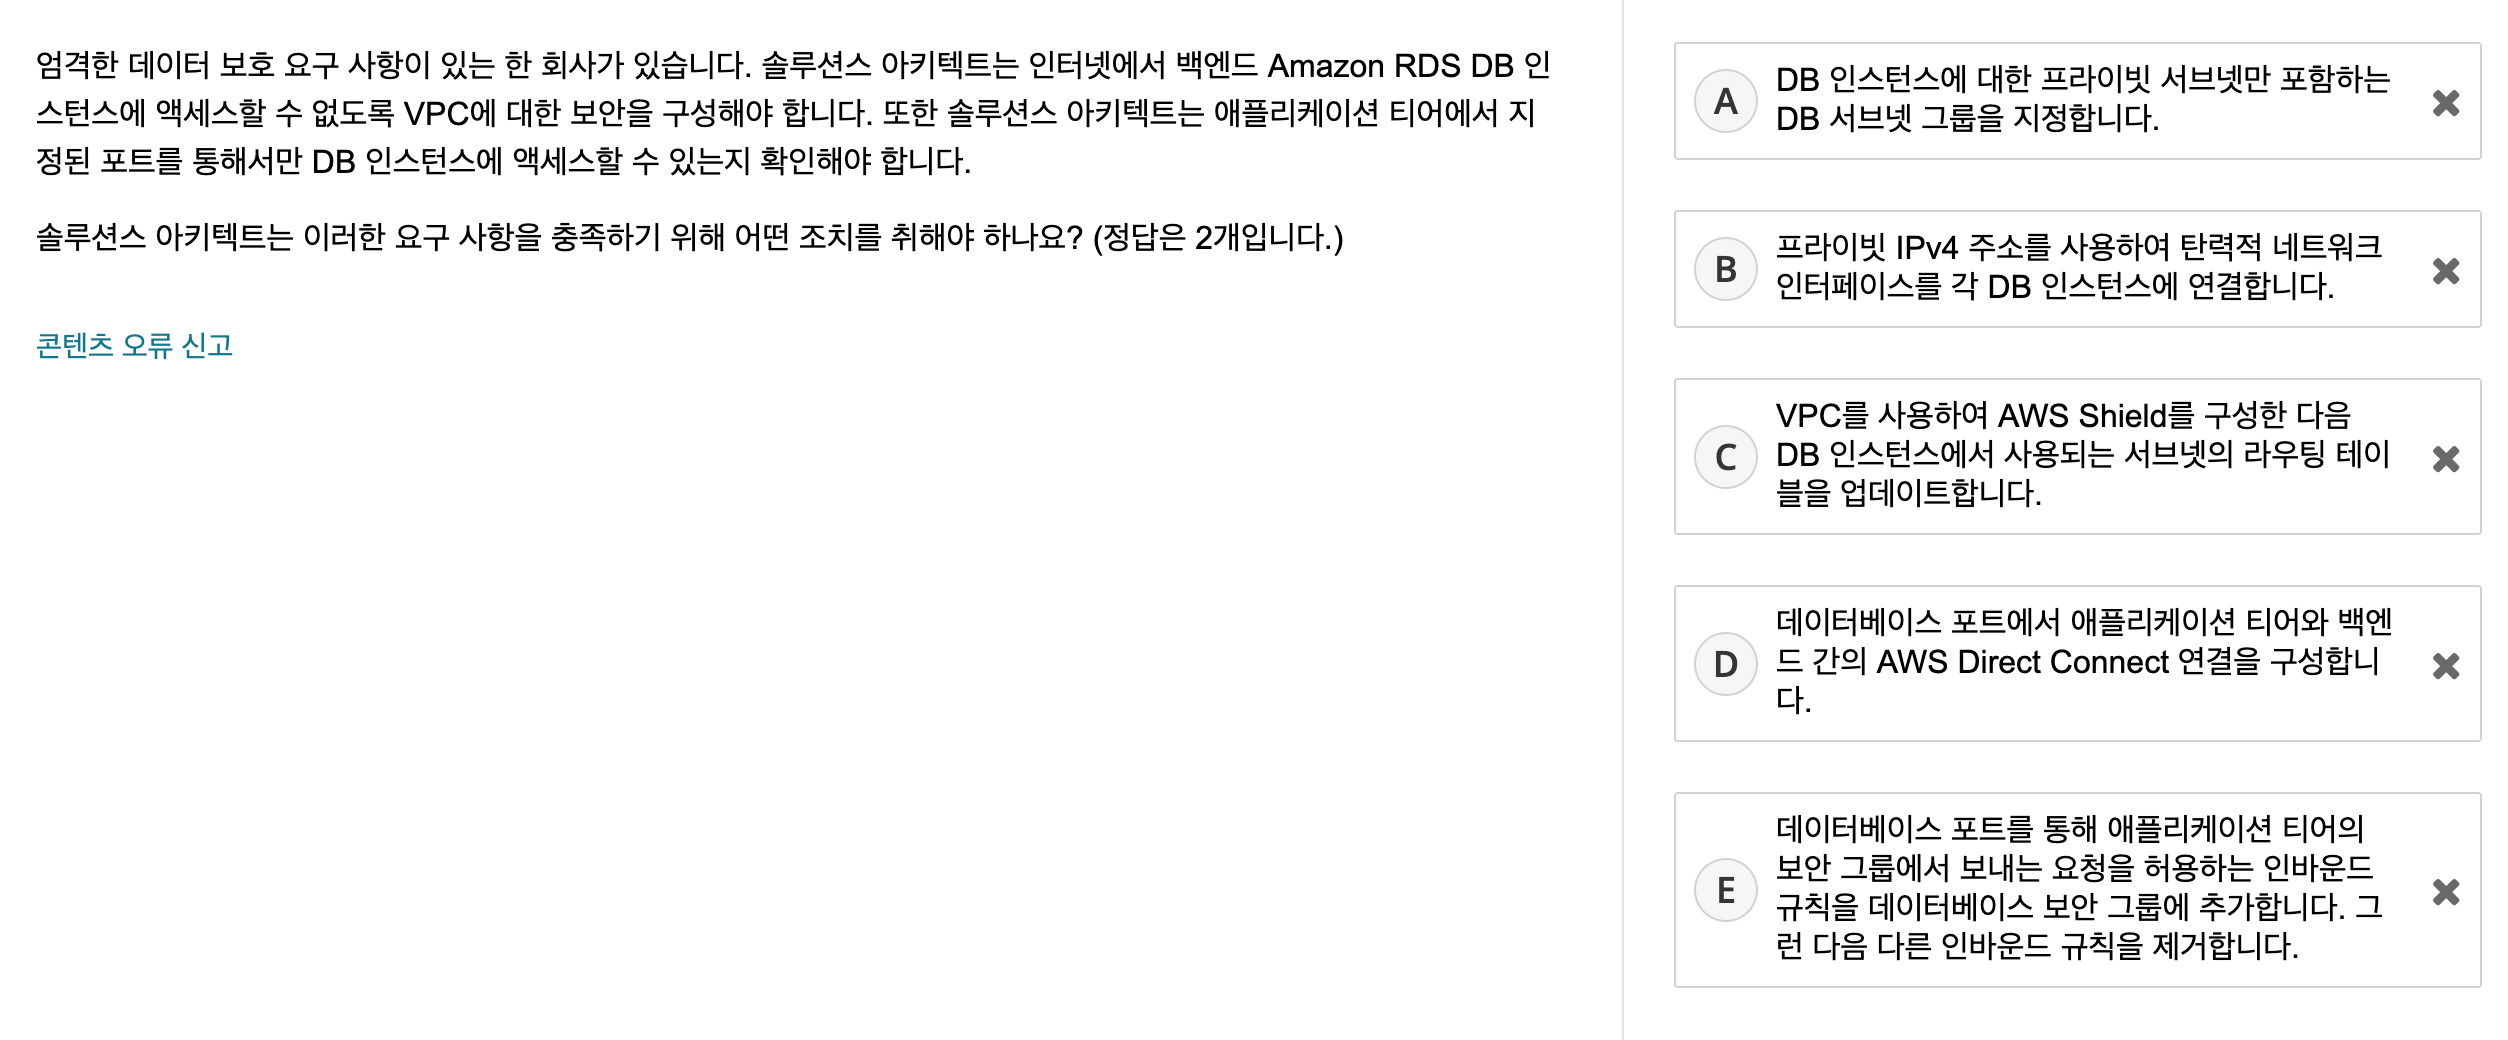 엄격한 데이터 보호 요구 사항이 있는 한 회사가 있습니다. 솔루션스 아키텍트는 인터넷에서 백엔드 Amazon RDS DB 인
스턴스에 액세스할 수 없도록 VPC에 대한 보안을 구성해야 합니다. 또한 솔루션스 아키텍트는 애플리케이션 티어에서 지
정된 포트를 통해서만 DB 인스턴스에 액세스할 수 있는지 확인해야 합니다.
솔루션스 아키텍트는 이러한 요구 사항을 충족하기 위해 어떤 조치를 취해야 하나요? (정답은 2개입니다.)
콘텐츠 오류 신고
A
DB 인스턴스에 대한 프라이빗 서브넷만 포함하는
DB 서브넷 그룹을 지정합니다.
B
프라이빗 IPV4 주소를 사용하여 탄력적 네트워크
인터페이스를 각 DB 인스턴스에 연결합니다.
C
VPC를 사용하여 AWS Shield를 구성한 다음
DB 인스턴스에서 사용되는 서브넷의 라우팅 테이
블을 업데이트합니다.
D
데이터베이스 포트에서 애플리케이션 티어와 백엔
드 간의 AWS Direct Connect 연결을 구성합니
다.
E
데이터베이스 포트를 통해 애플리케이션 티어의
보안 그룹에서 보내는 요청을 허용하는 인바운드
규칙을 데이터베이스 보안 그룹에 추가합니다. 그
런 다음 다른 인바운드 규칙을 제거합니다.